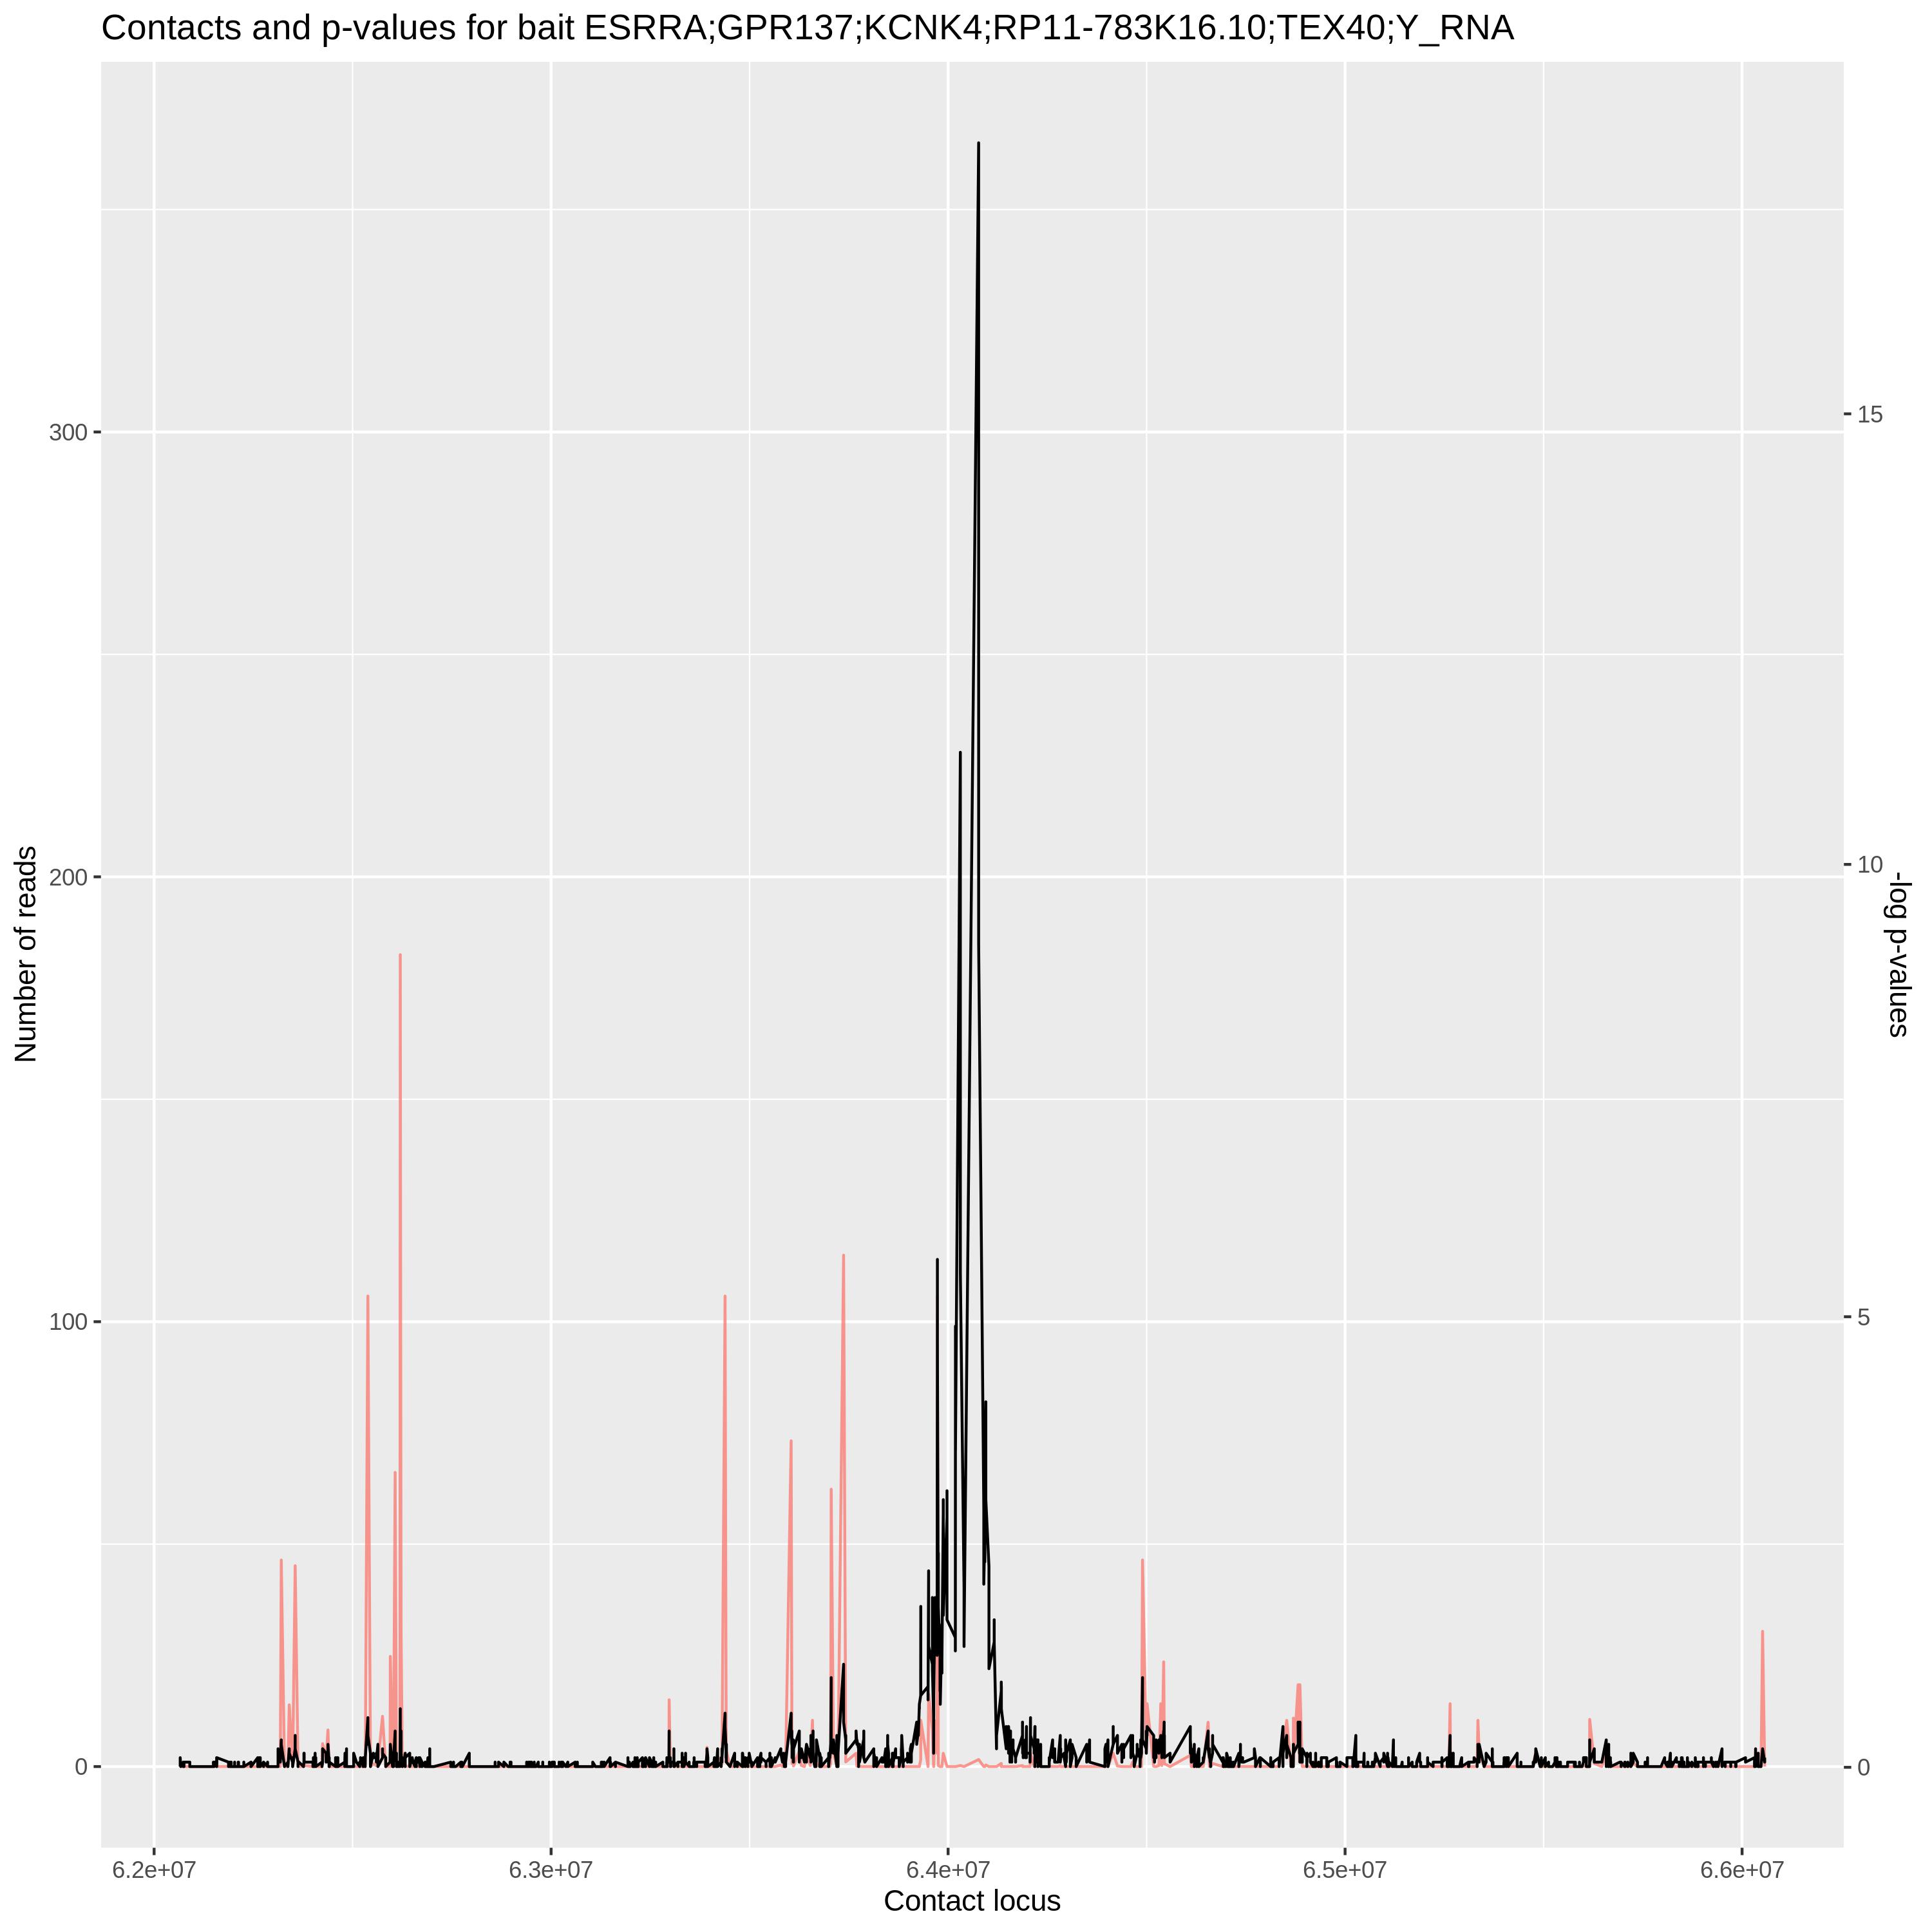 Contacts and p-values for bait ESRRA;GPR137;KCNK4;RP11-783K16.10;TEX40;Y_RNA
Number of reads
300
200
100
0
15
10
5
0
-log p-values
6.2e+07 6.3e+07 6.4e+07 6.5e+07 6.6e+07
Contact locus